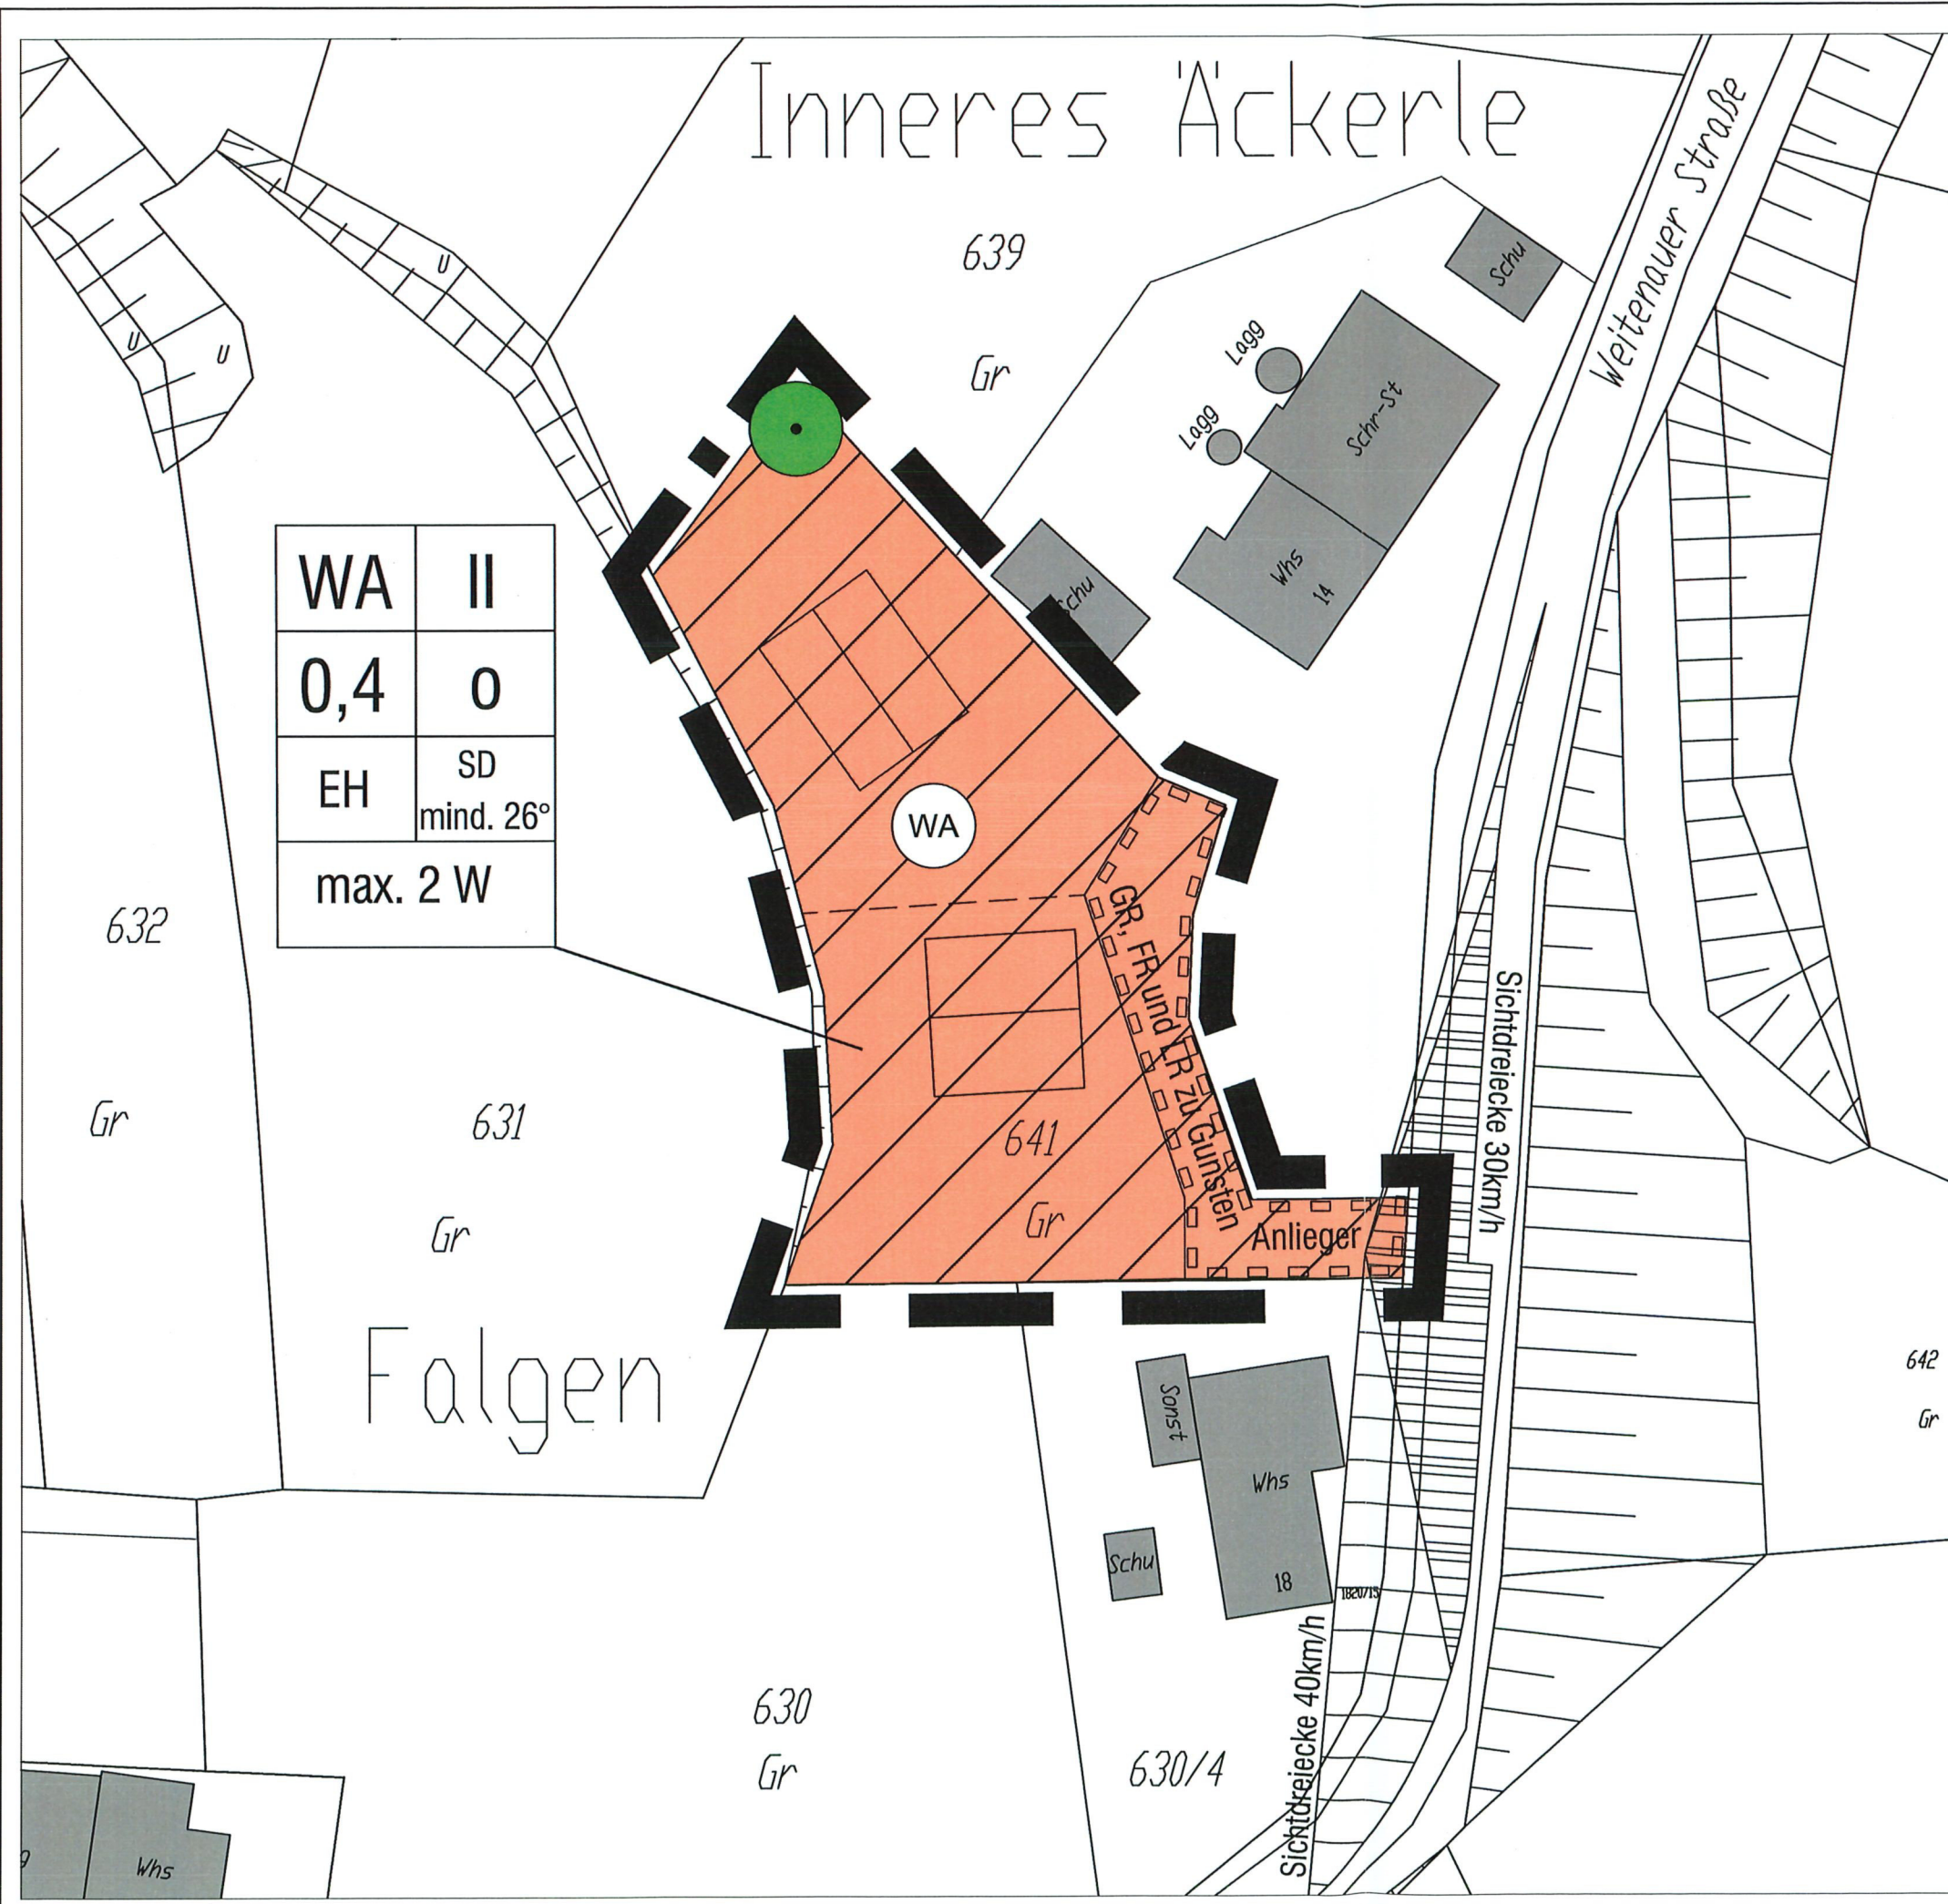 Inneres Äckerle
Weitenauer Straße
639
Gr
Schu
Lagg
Lagg
Schr-St
Whs
14
Schu
U
U
U
WA II
0,4 o
EH SD
mind. 26°
max. 2 W
WA
632
Gr
631
Gr
641
Gr
GR, FR und LR zu Gunsten
Anlieger
Sichtdreiecke 30km/h
Falgen
642
Gr
Sonst
Whs
18
Schu
1820/15
Sichtdreiecke 40km/h
630
Gr
630/4
Whs